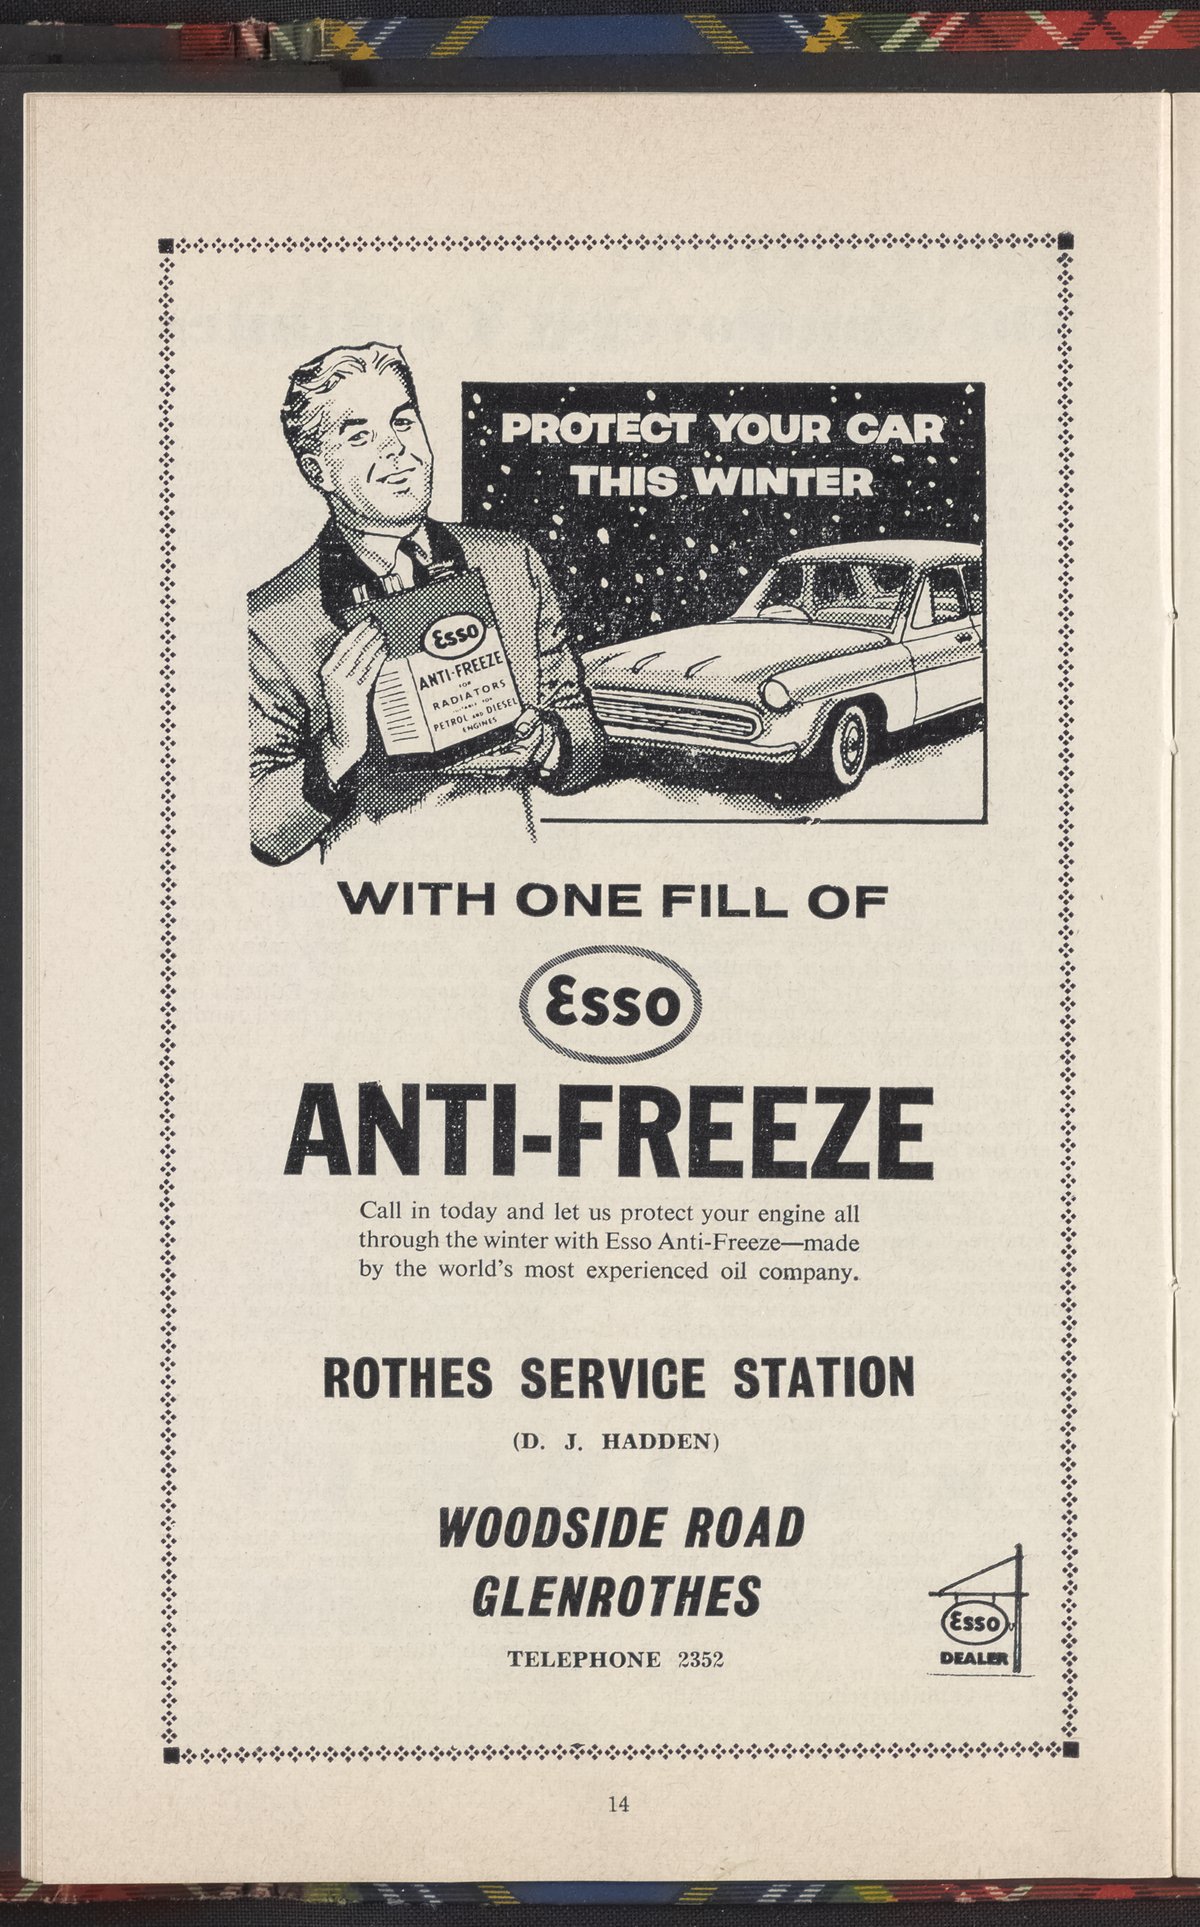 PROTECT YOUR CAR
THIS WINTER
Esso
ANTI-FREEZE
FOR
RADIATORS
SUITABLE FOR
PETROL AND DIESEL
ENGINES
WITH ONE FILL OF
Esso
ANTI-FREEZE
Call in today and let us protect your engine all
through the winter with Esso Anti-Freeze—made
by the world's most experienced oil company.
ROTHES SERVICE STATION
(D. J. HADDEN)
WOODSIDE ROAD
GLENROTHES
TELEPHONE 2352
Esso
DEALER
14